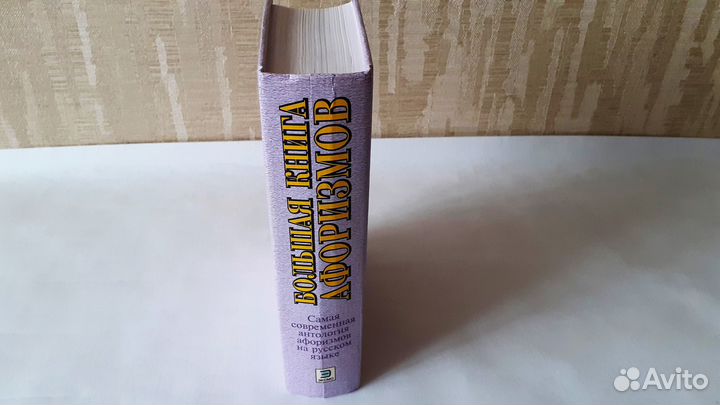 БОЛЬШАЯ КНИГА
АФОРИЗМОВ
Самая
современная
антология
афоризмов
на русском
языке
Avito